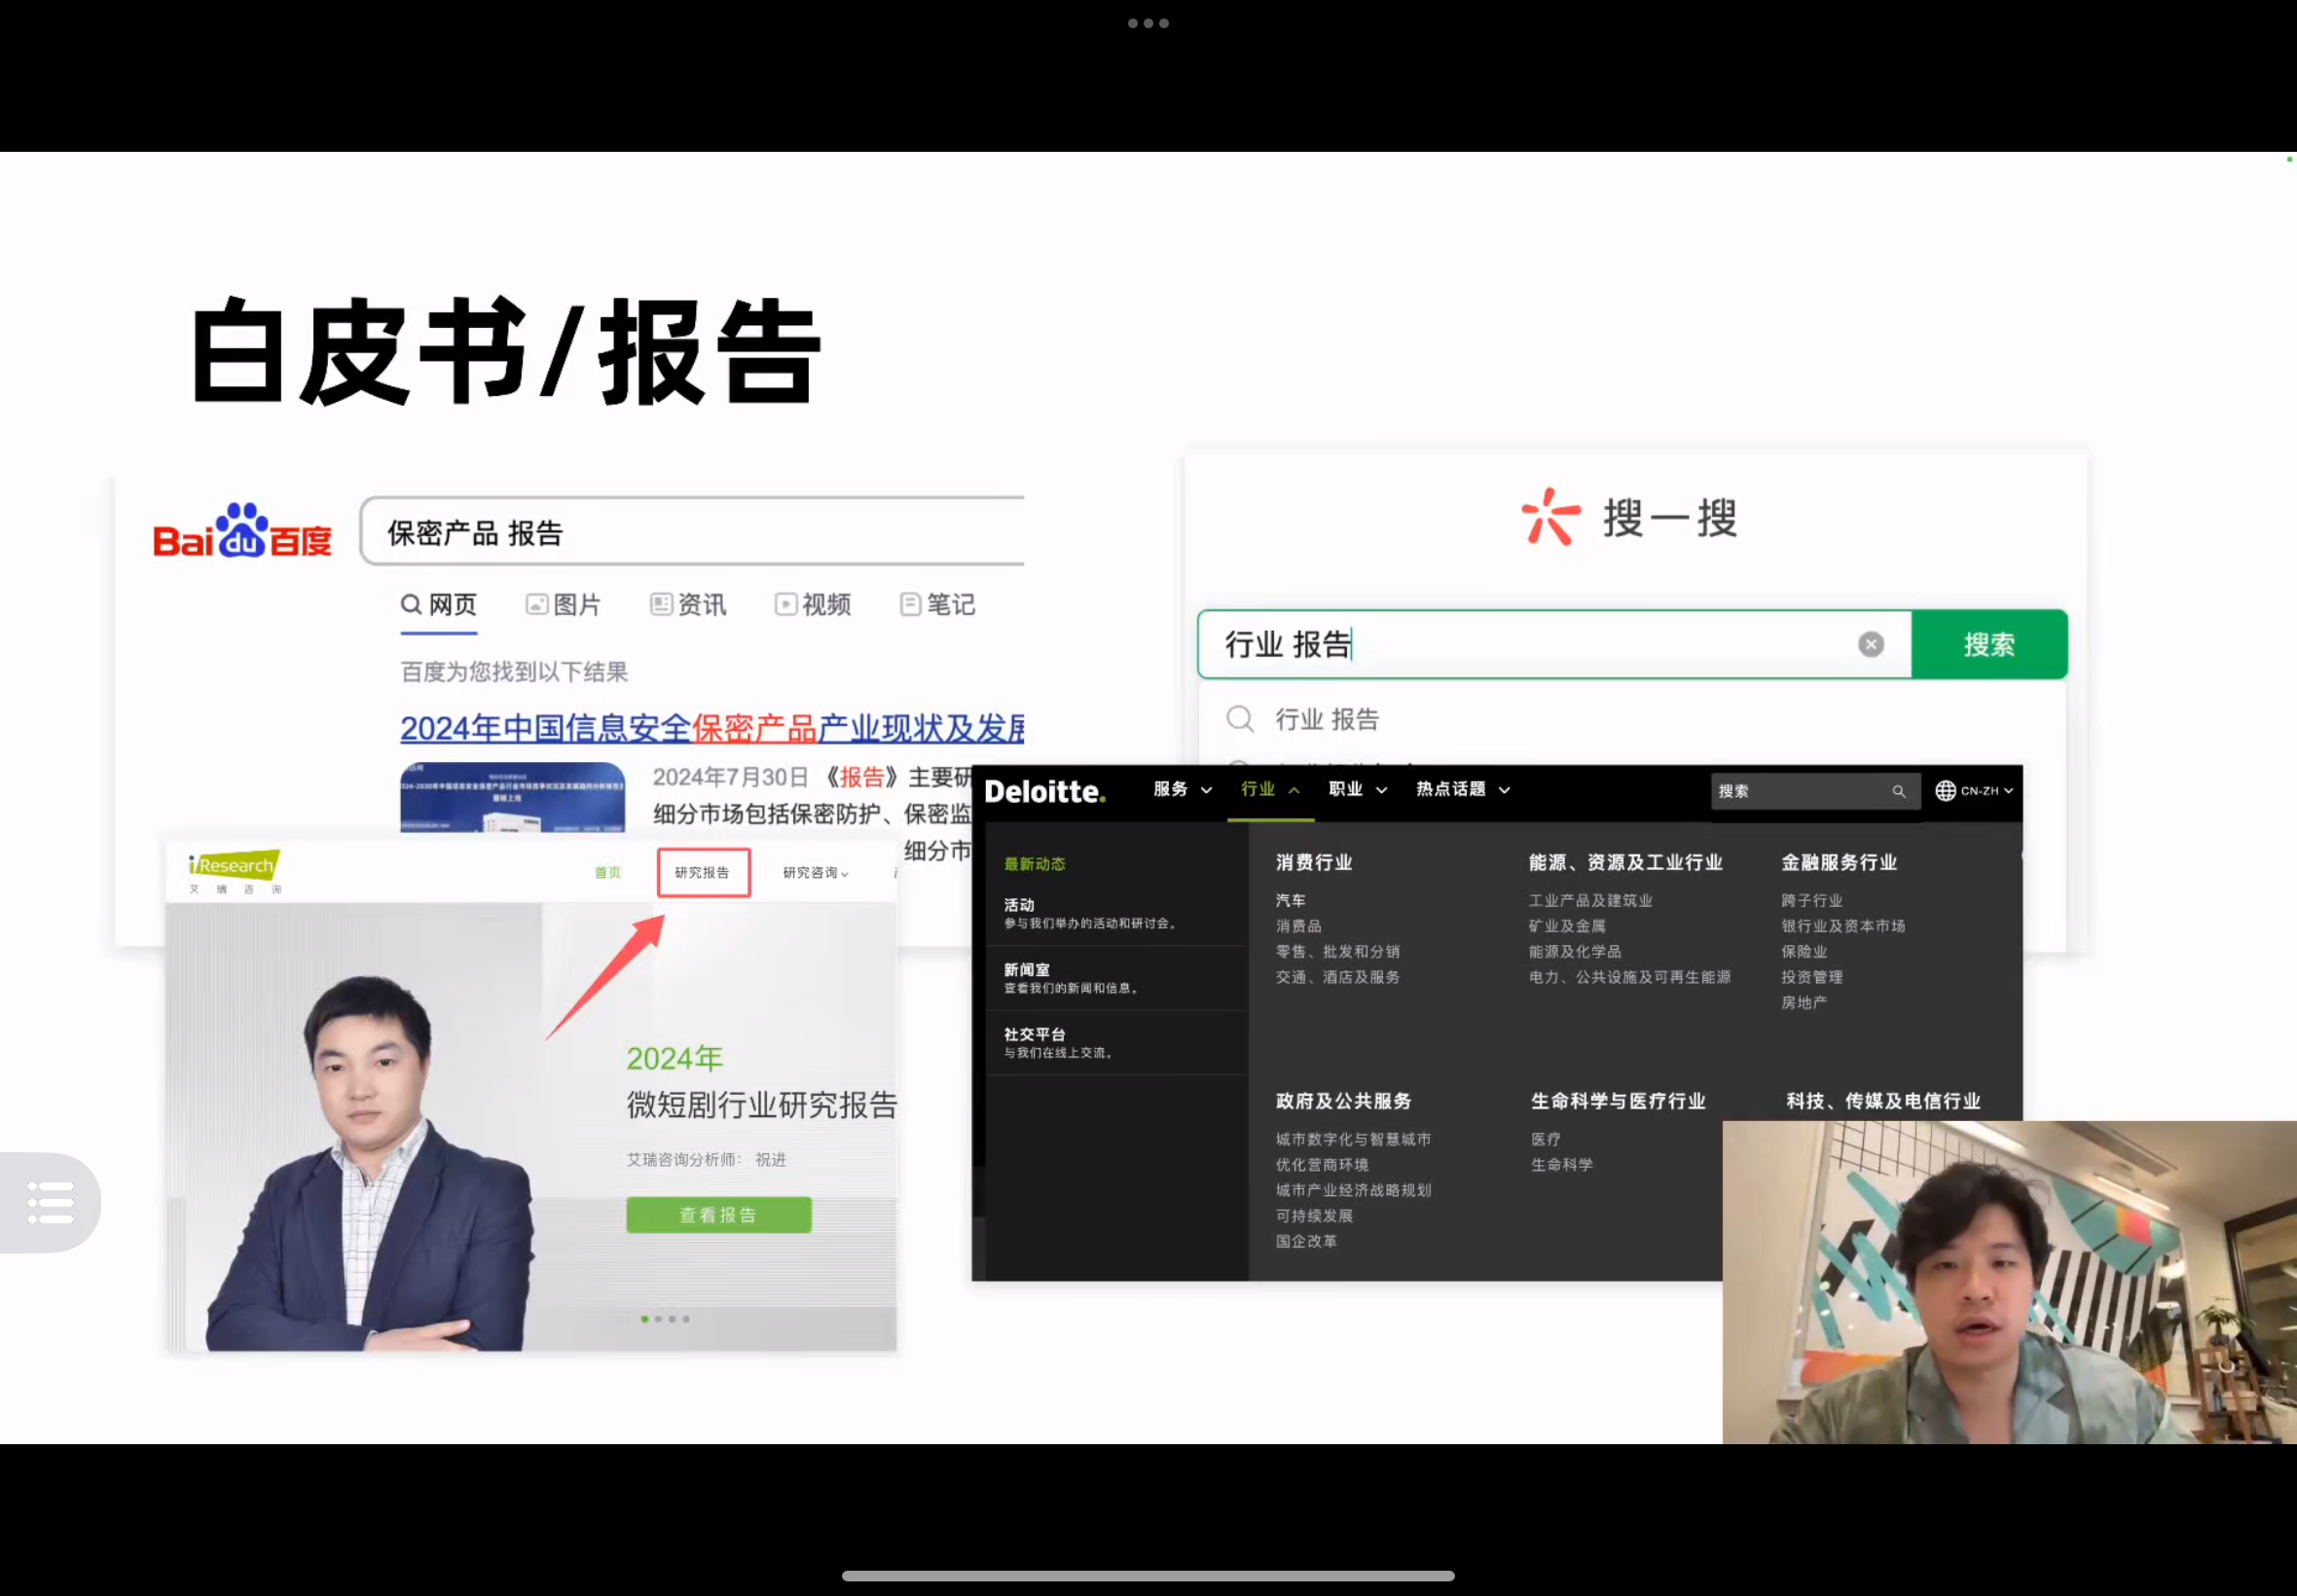 白皮书/报告
Bai du 百度
保密产品 报告
网页 图片 资讯 视频 笔记
百度为您找到以下结果
2024年中国信息安全保密产品产业现状及发展
2024年7月30日 《报告》主要研
细分市场包括保密防护、保密监
细分市
搜一搜
行业 报告
搜索
行业 报告
iResearch
艾 瑞 咨 询
首页 研究报告 研究咨询
2024年
微短剧行业研究报告
艾瑞咨询分析师: 祝进
查看报告
Deloitte.
服务 行业 职业 热点话题
搜索
CN-ZH
最新动态
活动
参与我们举办的活动和研讨会。
新闻室
查看我们的新闻和信息。
社交平台
与我们在线上交流。
消费行业
汽车
消费品
零售、批发和分销
交通、酒店及服务
能源、资源及工业行业
工业产品及建筑业
矿业及金属
能源及化学品
电力、公共设施及可再生能源
金融服务行业
跨子行业
银行业及资本市场
保险业
投资管理
房地产
政府及公共服务
城市数字化与智慧城市
优化营商环境
城市产业经济战略规划
可持续发展
国企改革
生命科学与医疗行业
医疗
生命科学
科技、传媒及电信行业